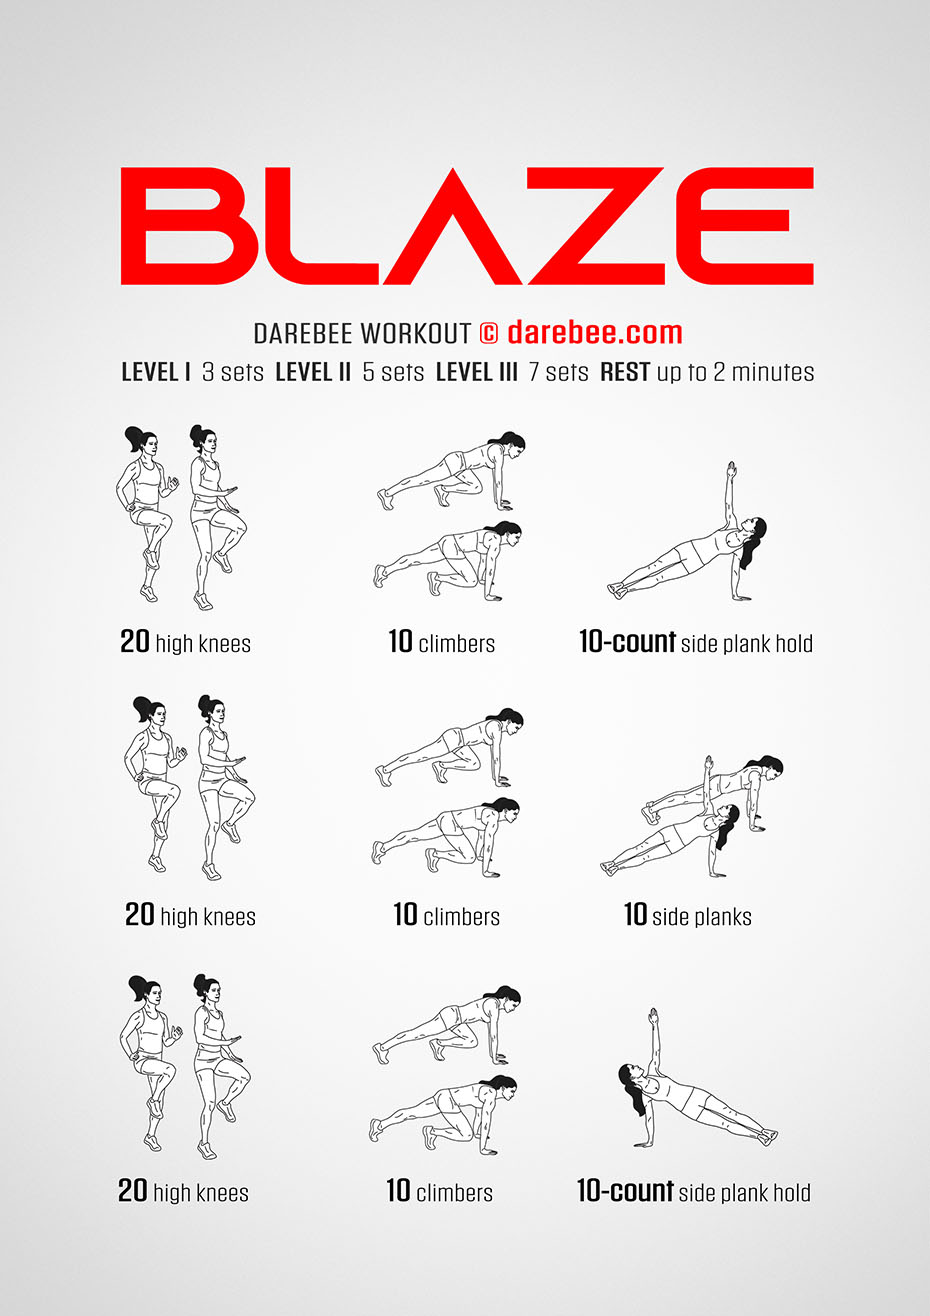 BLAZE
DAREBEE WORKOUT © darebee.com
LEVEL I 3 sets LEVEL II 5 sets LEVEL III 7 sets REST up to 2 minutes
20 high knees
10 climbers
10-count side plank hold
20 high knees
10 climbers
10 side planks
20 high knees
10 climbers
10-count side plank hold